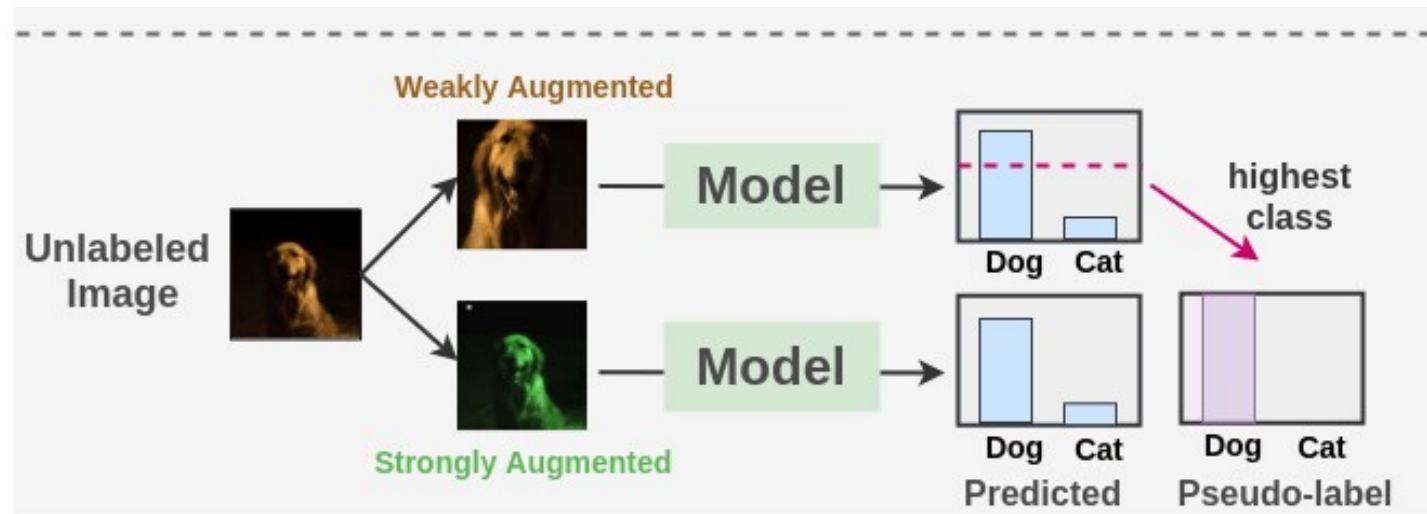 Weakly Augmented
Unlabeled
Image
Model
highest
class
Dog Cat
Model
Strongly Augmented
Dog Cat
Predicted
Dog Cat
Pseudo-label